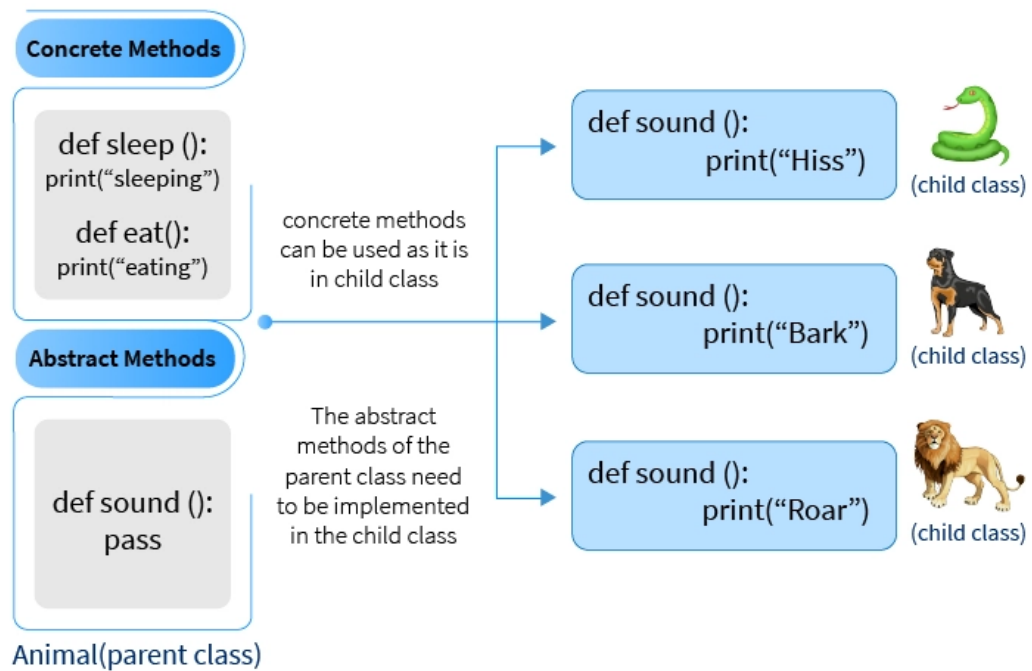 Concrete Methods
def sleep ():
print(“sleeping”)
def eat():
print(“eating”)
Abstract Methods
def sound ():
pass
Animal(parent class)
concrete methods
can be used as it is
in child class
The abstract
methods of the
parent class need
to be implemented
in the child class
def sound ():
print(“Hiss”)
(child class)
def sound ():
print(“Bark”)
(child class)
def sound ():
print(“Roar”)
(child class)